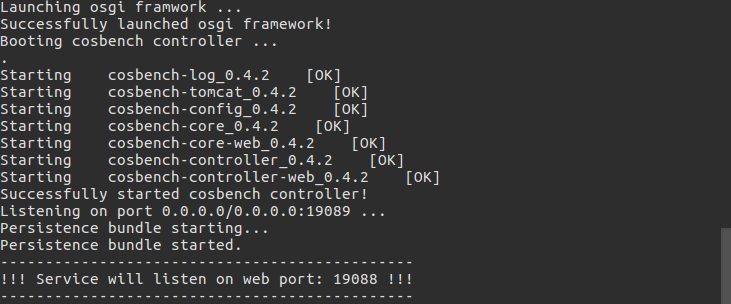 Launching osgi framwork ...
Successfully launched osgi framework!
Booting cosbench controller ...
.
Starting    cosbench-log_0.4.2    [OK]
Starting    cosbench-tomcat_0.4.2    [OK]
Starting    cosbench-config_0.4.2    [OK]
Starting    cosbench-core_0.4.2    [OK]
Starting    cosbench-core-web_0.4.2    [OK]
Starting    cosbench-controller_0.4.2    [OK]
Starting    cosbench-controller-web_0.4.2    [OK]
Successfully started cosbench controller!
Listening on port 0.0.0.0/0.0.0.0:19089 ...
Persistence bundle starting...
Persistence bundle started.
----------------------------------------------
!!! Service will listen on web port: 19088 !!!
----------------------------------------------